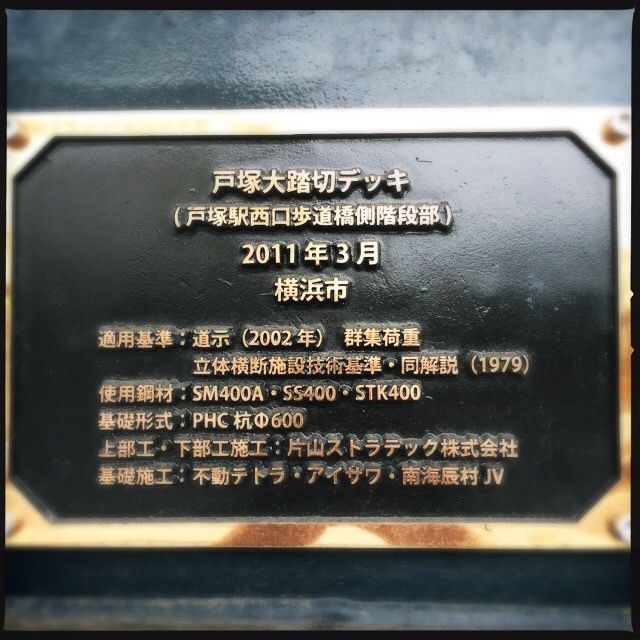 戸塚大踏切デッキ
(戸塚駅西口歩道橋側階段部)
2011年3月
横浜市
適用基準：道示（2002年） 群集荷重
立体横断施設技術基準・同解説（1979）
使用鋼材：SM400A・SS400・STK400
基礎形式：PHC杭Φ600
上部工・下部工施工：片山ストラテック株式会社
基礎施工：不動テトラ・アイサワ・南海辰村JV